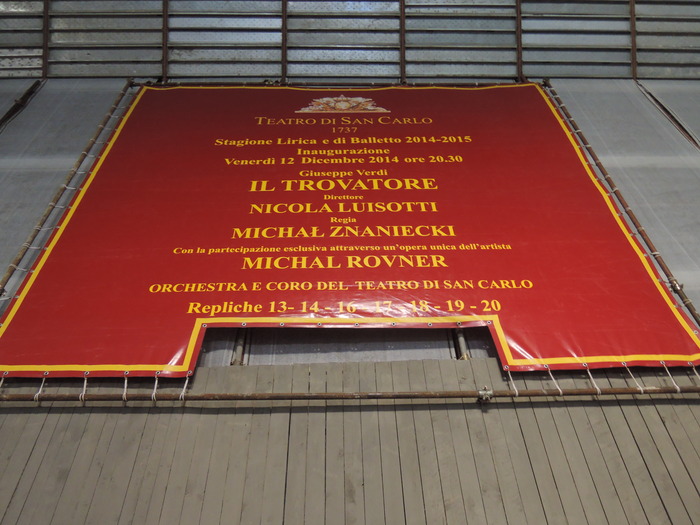 TEATRO DI SAN CARLO
1737
Stagione Lirica e di Balletto 2014-2015
Inaugurazione
Venerdì 12 Dicembre 2014 ore 20.30
Giuseppe Verdi
IL TROVATORE
Direttore
NICOLA LUISOTTI
Regia
MICHAŁ ZNANIECKI
Con la partecipazione esclusiva attraverso un'opera unica dell'artista
MICHAL ROVNER
ORCHESTRA E CORO DEL TEATRO DI SAN CARLO
Repliche 13- 14 - 16 - 17 - 18 - 19 - 20